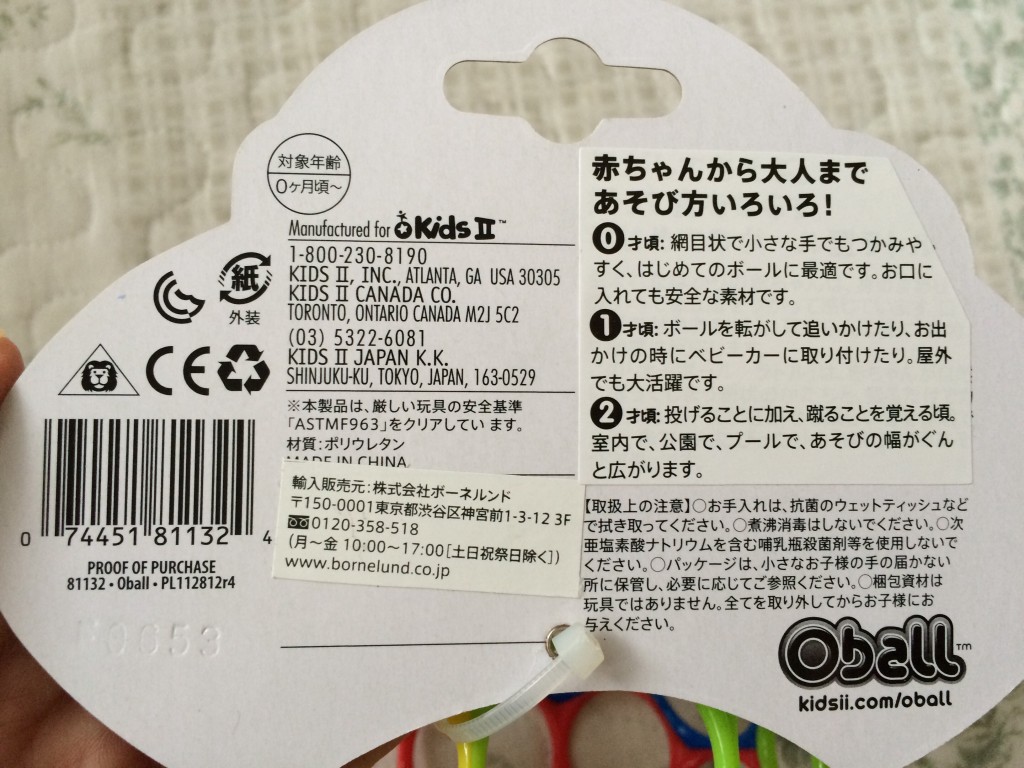 対象年齢
0ヶ月頃～
紙
外装
CE
0 74451 81132 4
PROOF OF PURCHASE
81132 • Oball • PL112812r4
0653
Manufactured for Kids II™
1-800-230-8190
KIDS II, INC., ATLANTA, GA USA 30305
KIDS II CANADA CO.
TORONTO, ONTARIO CANADA M2J 5C2
(03) 5322-6081
KIDS II JAPAN K.K.
SHINJUKU-KU, TOKYO, JAPAN, 163-0529
※本製品は、厳しい玩具の安全基準
「ASTMF963」をクリアしてい ます。
材質：ポリウレタン
MADE IN CHINA
輸入販売元：株式会社ボーネルンド
〒150-0001東京都渋谷区神宮前1-3-12 3F
0120-358-518
(月～金 10:00～17:00[土日祝祭日除く])
www.bornelund.co.jp
赤ちゃんから大人まで
あそび方いろいろ！
0才頃：網目状で小さな手でもつかみや
すく、はじめてのボールに最適です。お口に
入れても安全な素材です。
1才頃：ボールを転がして追いかけたり、お出
かけの時にベビーカーに取り付けたり。屋外
でも大活躍です。
2才頃：投げることに加え、蹴ることを覚える頃。
室内で、公園で、プールで、あそびの幅がぐん
と広がります。
【取扱上の注意】○お手入れは、抗菌のウェットティッシュなど
で拭き取ってください。○煮沸消毒はしないでください。○次
亜塩素酸ナトリウムを含む哺乳瓶殺菌剤等を使用しないで
ください。○パッケージは、小さなお子様の手の届かない
所に保管し、必要に応じてご参照ください。○梱包資材は
玩具ではありません。全てを取り外してからお子様にお
与えください。
Oball™
kidsii.com/oball